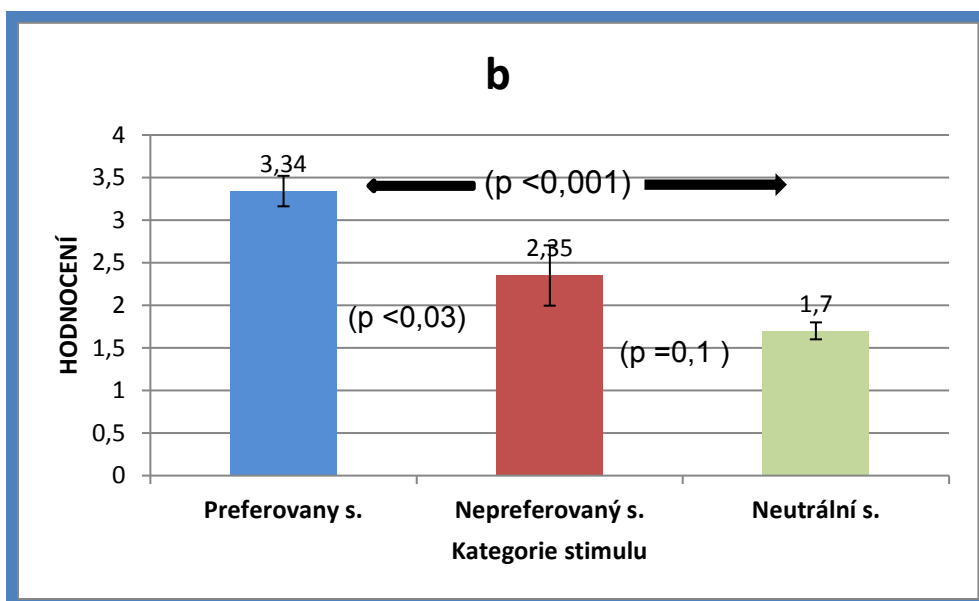 b
HODNOCENÍ
4
3,5
3
2,5
2
1,5
1
0,5
0
3,34
(p <0,001)
2,35
(p <0,03)
1,7
(p =0,1 )
Preferovany s.
Nepreferovaný s.
Neutrální s.
Kategorie stimulu